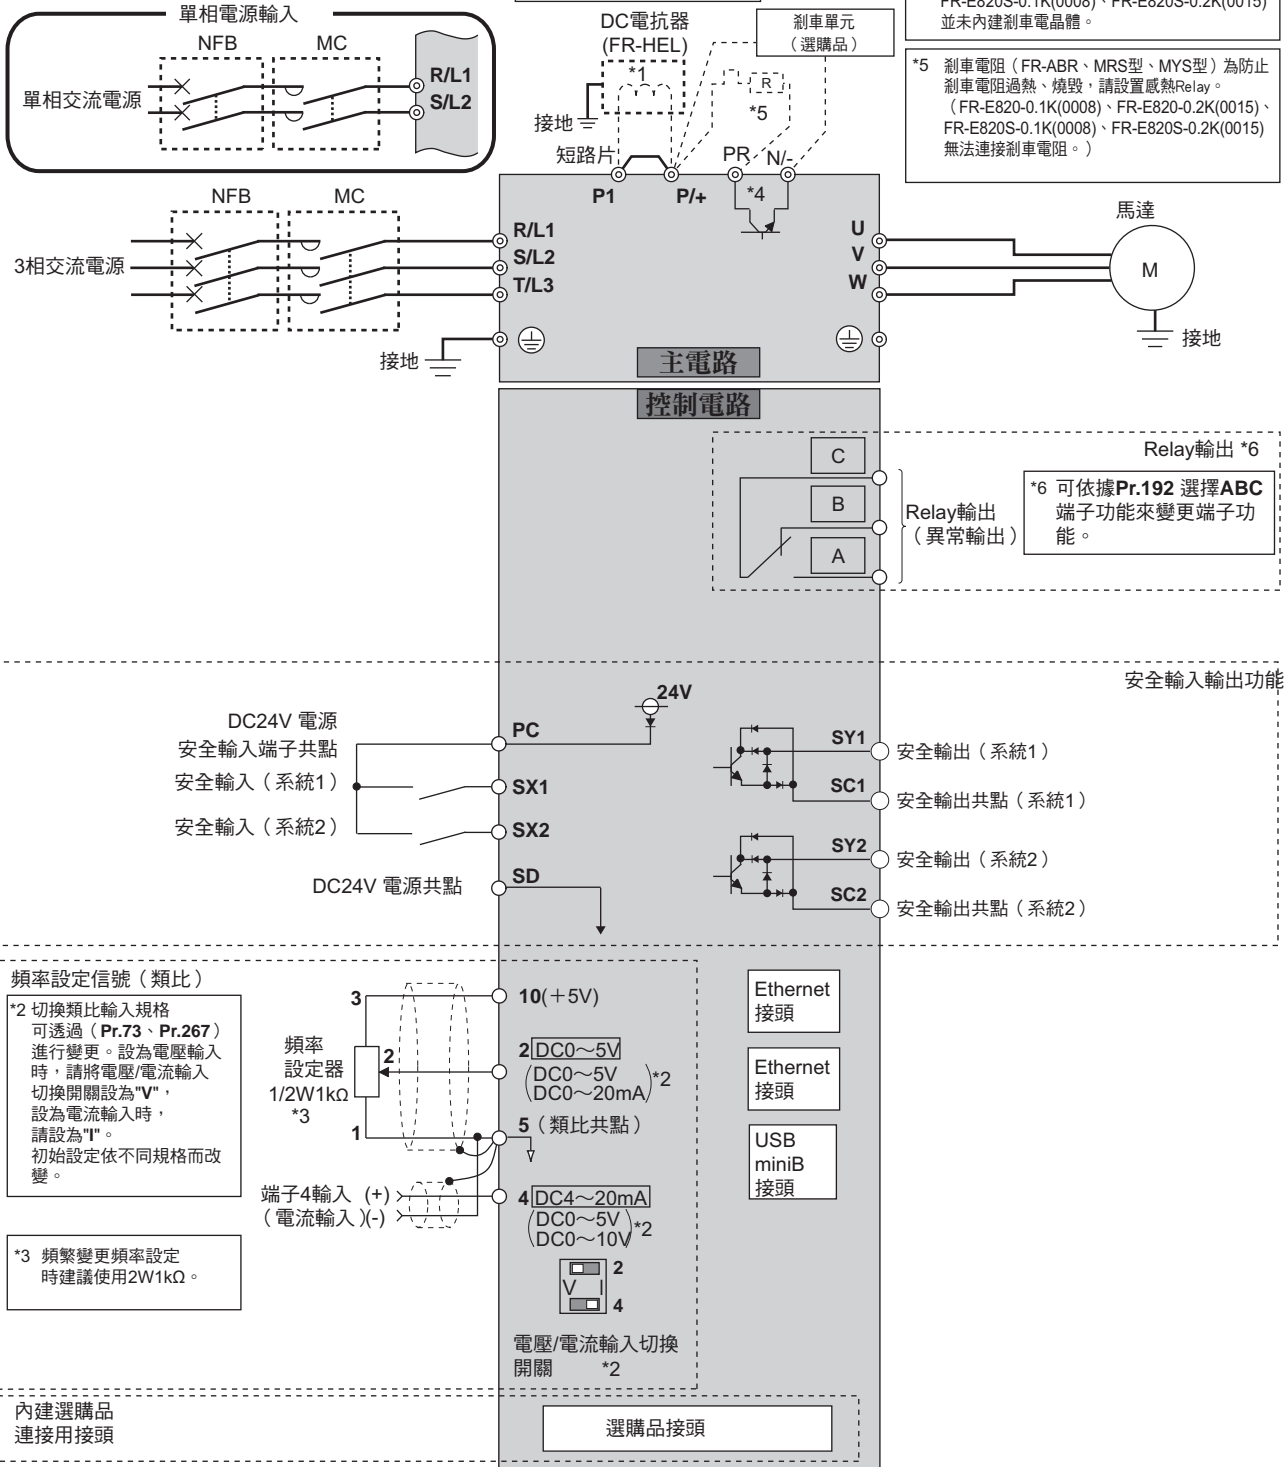 FR-E820S-0.1K(0008)、FR-E820S-0.2K(0015)
並未內建剎車電晶體。
單相電源輸入
NFB
MC
R/L1
S/L2
單相交流電源
DC電抗器
(FR-HEL)
*1
接地
短路片
剎車單元
（選購品）
R
*5
PR
N/-
P1
P/+
*4
*5 剎車電阻（FR-ABR、MRS型、MYS型）為防止
剎車電阻過熱、燒毀，請設置感熱Relay。
（FR-E820-0.1K(0008)、FR-E820-0.2K(0015)、
FR-E820S-0.1K(0008)、FR-E820S-0.2K(0015)
無法連接剎車電阻。）
NFB
MC
3相交流電源
R/L1
S/L2
T/L3
接地
U
V
W
馬達
M
接地
主電路
控制電路
C
B
A
Relay輸出
（異常輸出）
Relay輸出 *6
*6 可依據Pr.192 選擇ABC
端子功能來變更端子功
能。
安全輸入輸出功能
24V
DC24V 電源
安全輸入端子共點
PC
安全輸入（系統1）
SX1
安全輸入（系統2）
SX2
DC24V 電源共點
SD
SY1
安全輸出（系統1）
SC1
安全輸出共點（系統1）
SY2
安全輸出（系統2）
SC2
安全輸出共點（系統2）
頻率設定信號（類比）
*2 切換類比輸入規格
可透過（Pr.73、Pr.267）
進行變更。設為電壓輸入
時，請將電壓/電流輸入
切換開關設為"V"，
設為電流輸入時，
請設為"I"。
初始設定依不同規格而改
變。
*3 頻繁變更頻率設定
時建議使用2W1kΩ。
頻率
設定器
1/2W1kΩ
*3
3
2
1
10(＋5V)
2 DC0～5V
(DC0～5V
DC0～20mA) *2
5（類比共點）
端子4輸入 (+)
（電流輸入）(-)
4 DC4～20mA
(DC0～5V
DC0～10V) *2
2
V I
4
電壓/電流輸入切換
開關 *2
Ethernet
接頭
Ethernet
接頭
USB
miniB
接頭
內建選購品
連接用接頭
選購品接頭